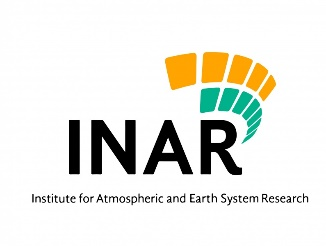 INAR
Institute for Atmospheric and Earth System Research